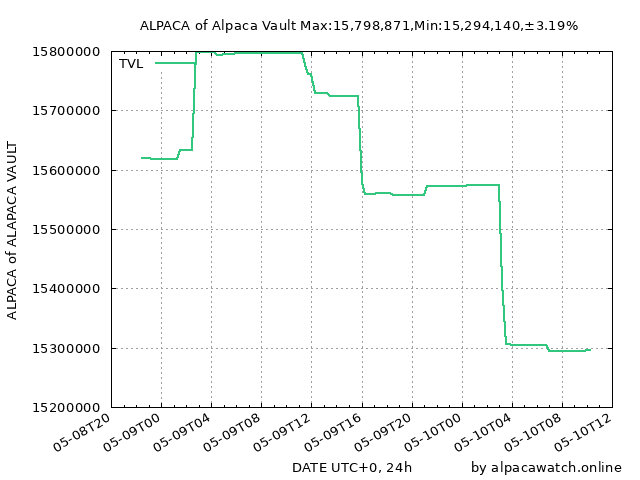 ALPACA of Alpaca Vault Max:15,798,871,Min:15,294,140,±3.19%
TVL
ALPACA of ALAPACA VAULT
15800000
15700000
15600000
15500000
15400000
15300000
15200000
05-08T20
05-09T00
05-09T04
05-09T08
05-09T12
05-09T16
05-09T20
05-10T00
05-10T04
05-10T08
05-10T12
DATE UTC+0, 24h
by alpacawatch.online